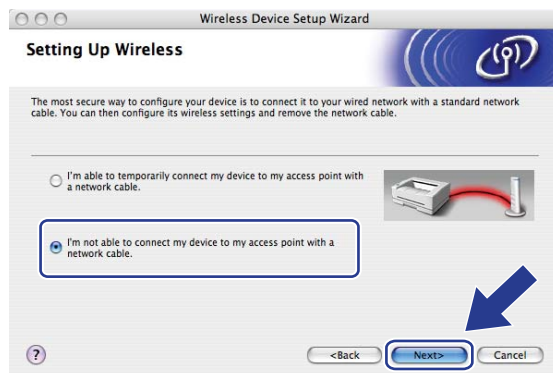 Wireless Device Setup Wizard
Setting Up Wireless
The most secure way to configure your device is to connect it to your wired network with a standard network
cable. You can then configure its wireless settings and remove the network cable.
I'm able to temporarily connect my device to my access point with
a network cable.
I'm not able to connect my device to my access point with a
network cable.
?
<Back
Next>
Cancel